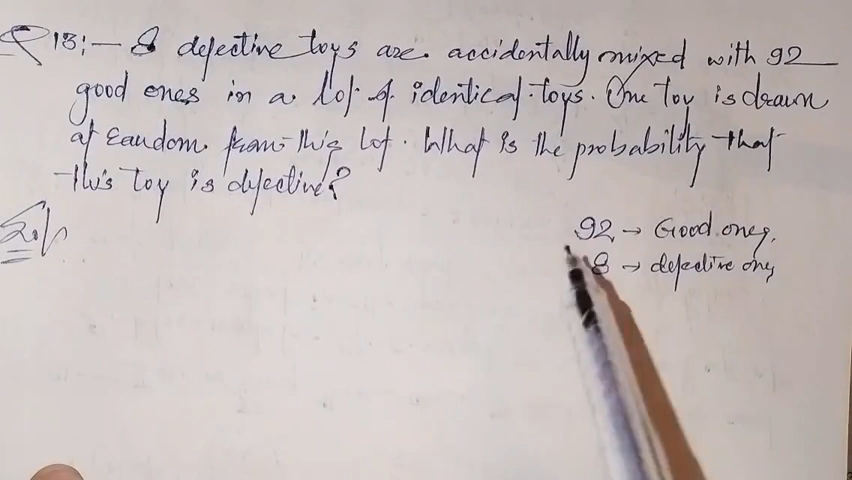 Q 13:- 8 defective toys are accidentally mixed with 92
good ones in a lot of identical toys. One toy is drawn
at random from this lot. What is the probability that
this toy is defective?
Sol
92 → Good ones,
8 → defective ones